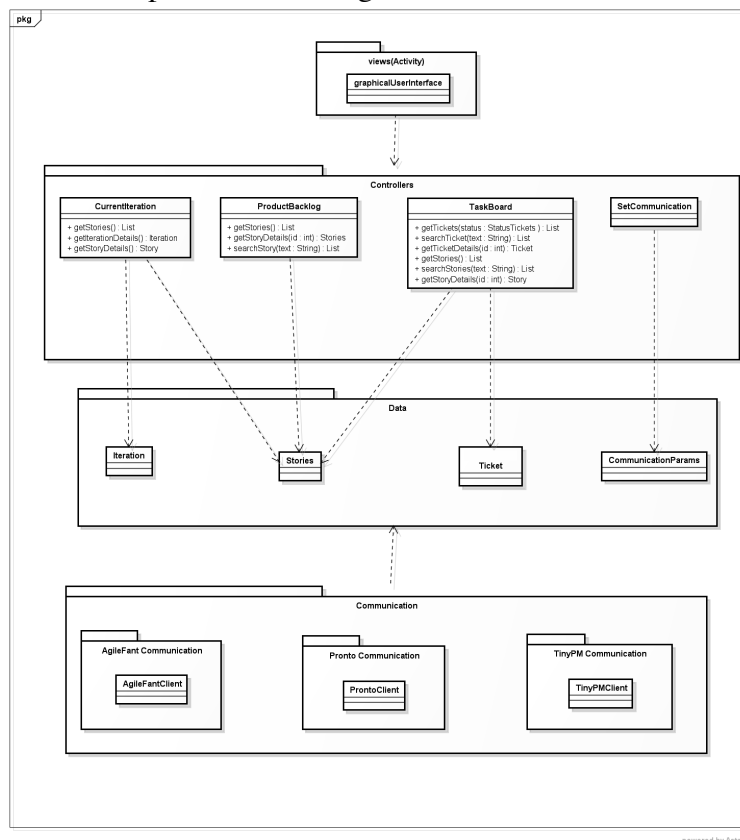 pkg
views(Activity)
graphicalUserInterface
Controllers
CurrentIteration
+ getStories() : List
+ getIterationDetails() : Iteration
+ getStoryDetails() : Story
ProductBacklog
+ getStories() : List
+ getStoryDetails(id : int) : Stories
+ searchStory(text : String) : List
TaskBoard
+ getTickets(status : StatusTickets ) : List
+ searchTicket(text : String) : List
+ getTicketDetails(id : int) : Ticket
+ getStories() : List
+ searchStories(text : String) : List
+ getStoryDetails(id : int) : Story
SetCommunication
Data
Iteration
Stories
Ticket
CommunicationParams
Communication
AgileFant Communication
AgileFantClient
Pronto Communication
ProntoClient
TinyPM Communication
TinyPMClient